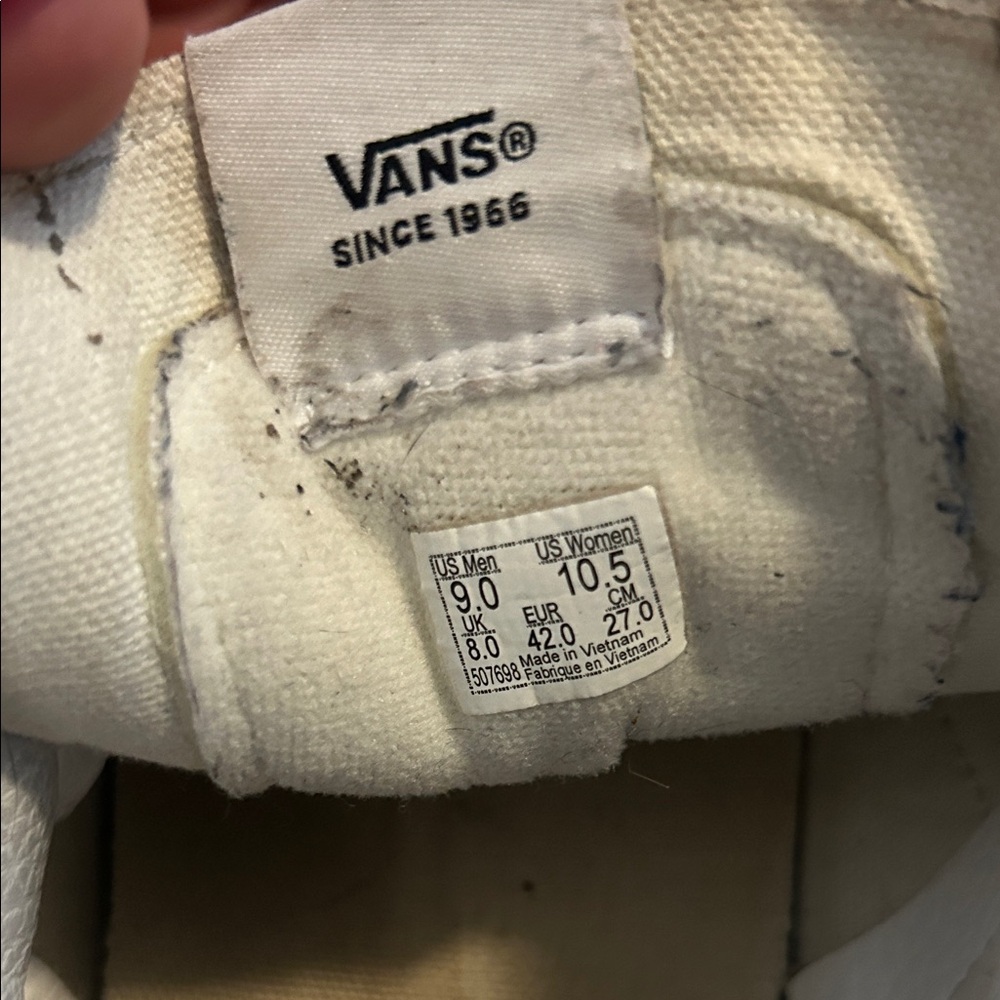 VANS®
SINCE 1966
US Men US Women
9.0 10.5
UK EUR CM
8.0 42.0 27.0
Made in Vietnam
507698 Fabrique en Vietnam